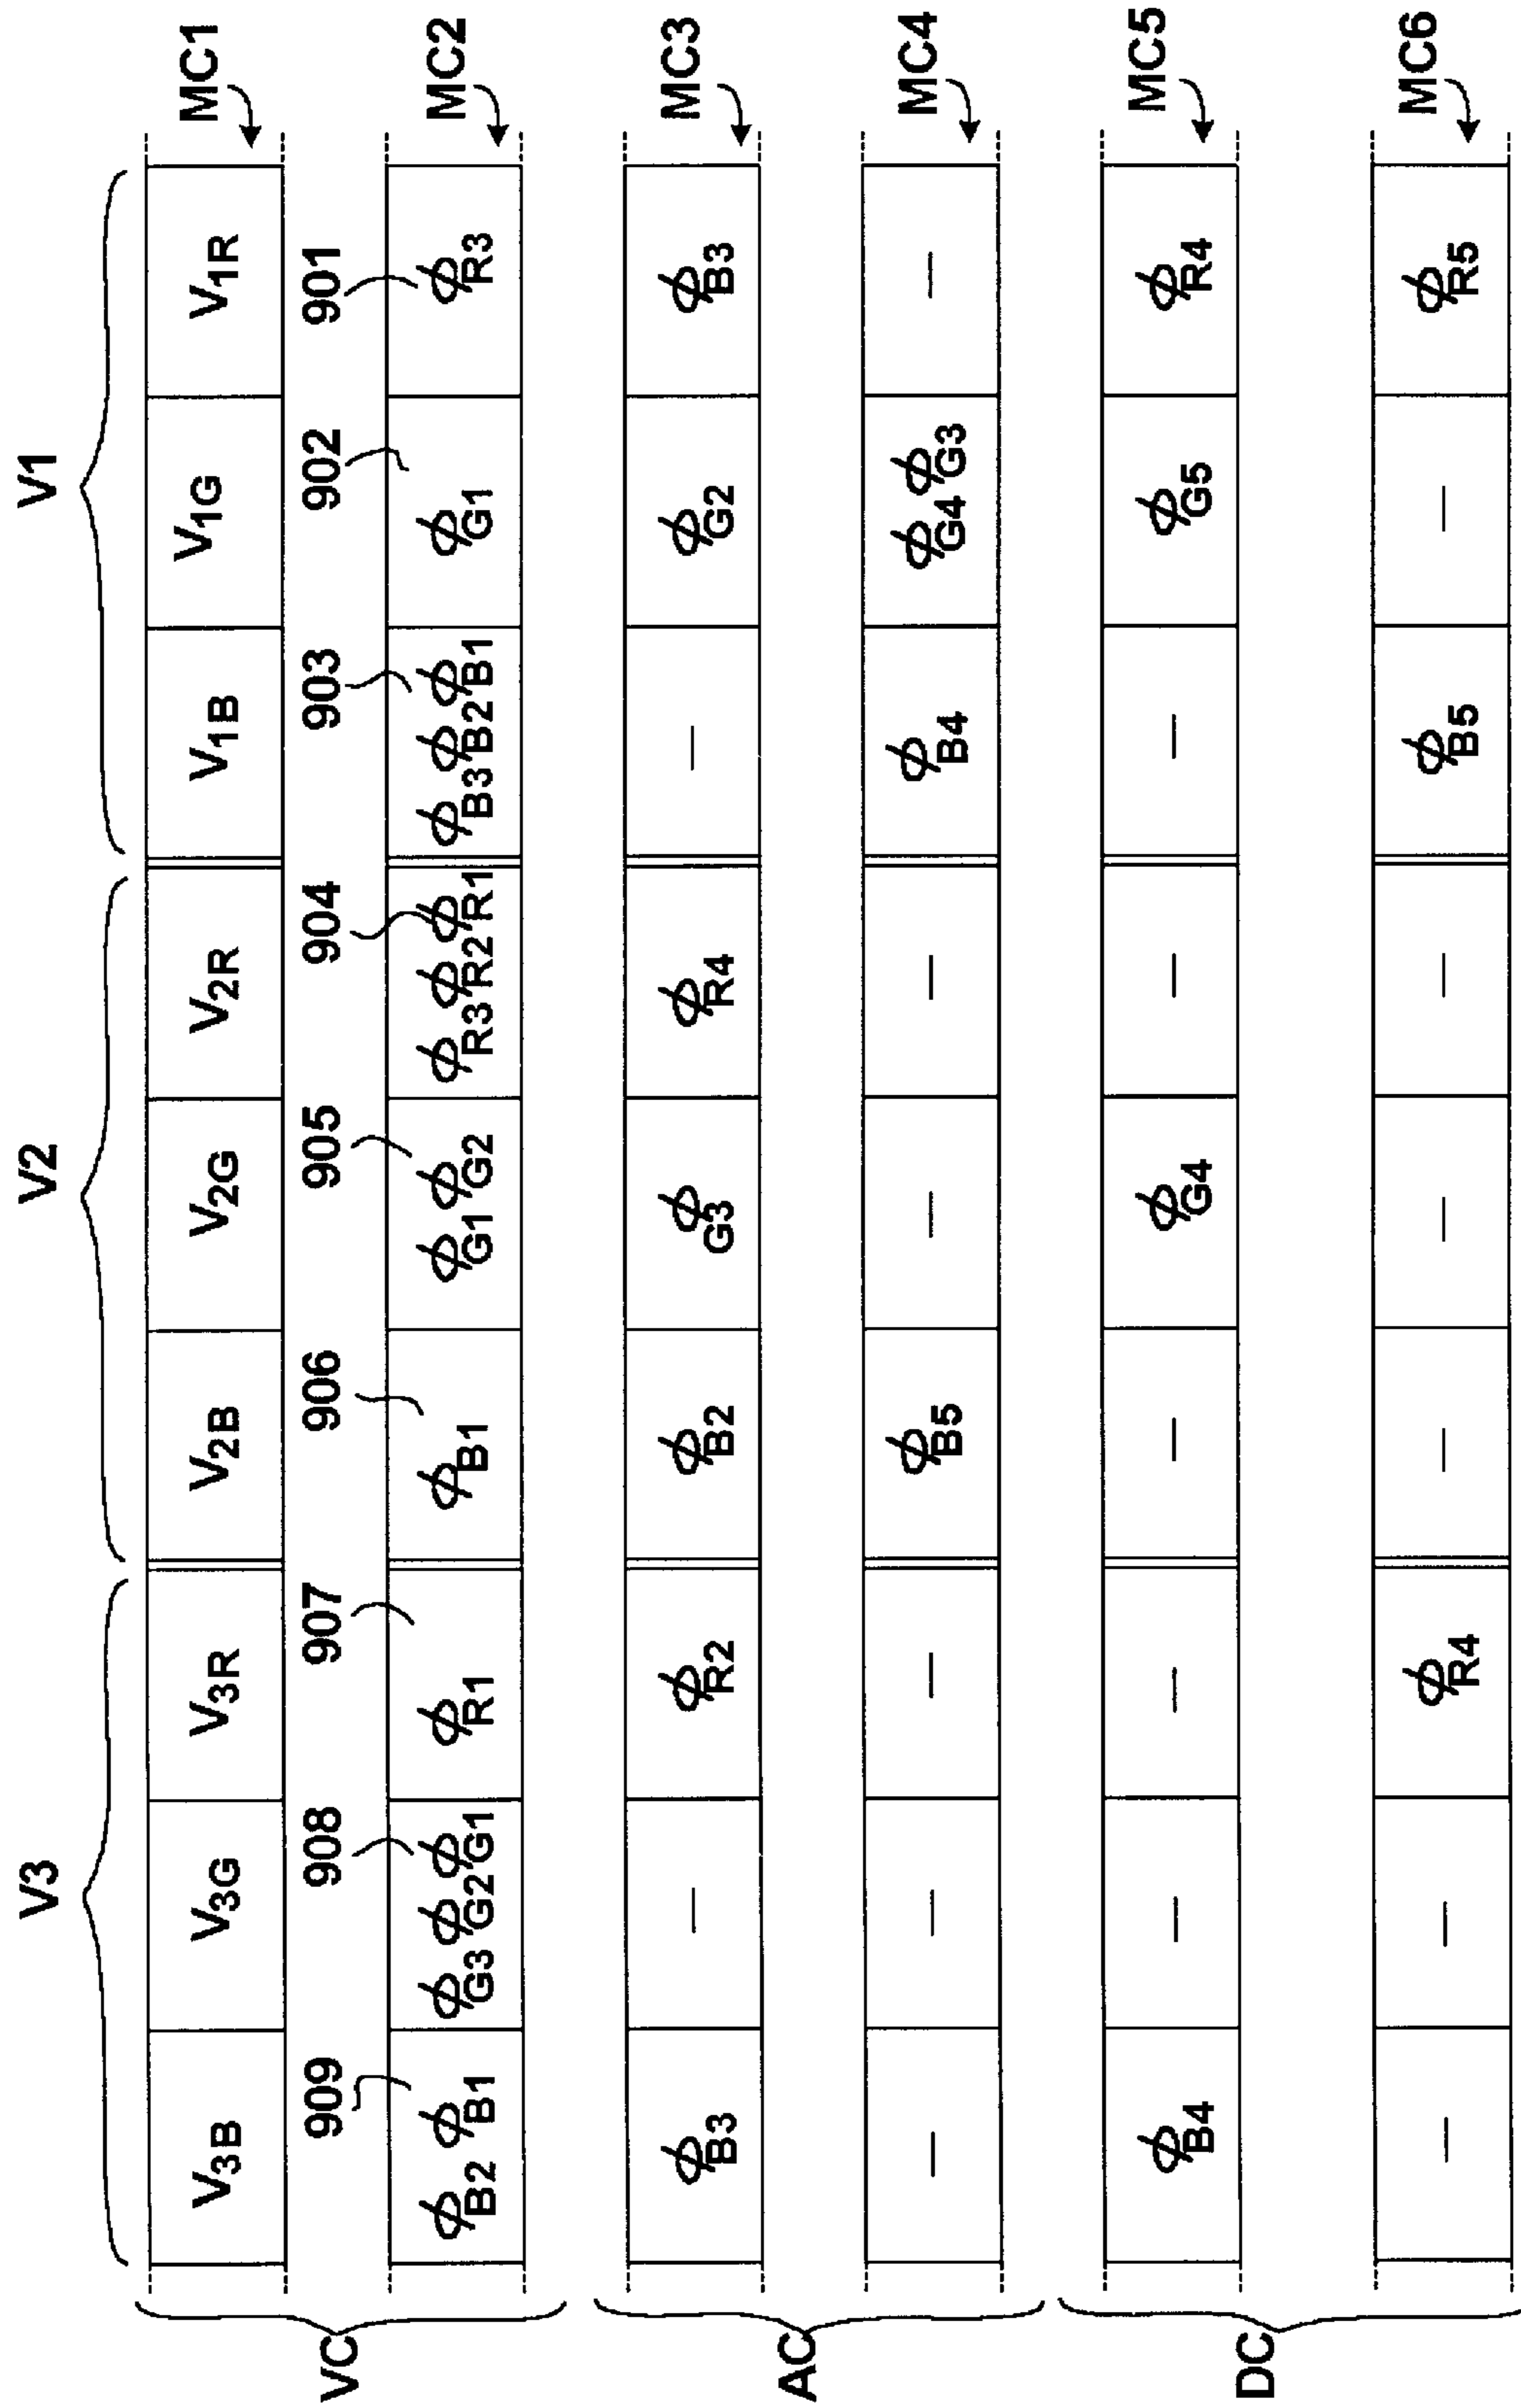 V3 V2 V1
V3B V3G V3R V2B V2G V2R V1B V1G V1R MC1
VC
909 908 907 906 905 904 903 902 901
ϕB2 ϕB1 ϕG3 ϕG2 ϕG1 ϕR1 ϕB1 ϕG1 ϕG2 ϕR3 ϕR2 ϕR1 ϕB3 ϕB2 ϕB1 ϕG1 ϕR3 MC2
ϕB3 — ϕR2 ϕB2 ϕG3 ϕR4 — ϕG2 ϕB3 MC3
AC
— — — ϕB5 — — ϕB4 ϕG4 ϕG3 — MC4
ϕB4 — — — ϕG4 — — ϕG5 ϕR4 MC5
DC
— — ϕR4 — — — ϕB5 — ϕR5 MC6